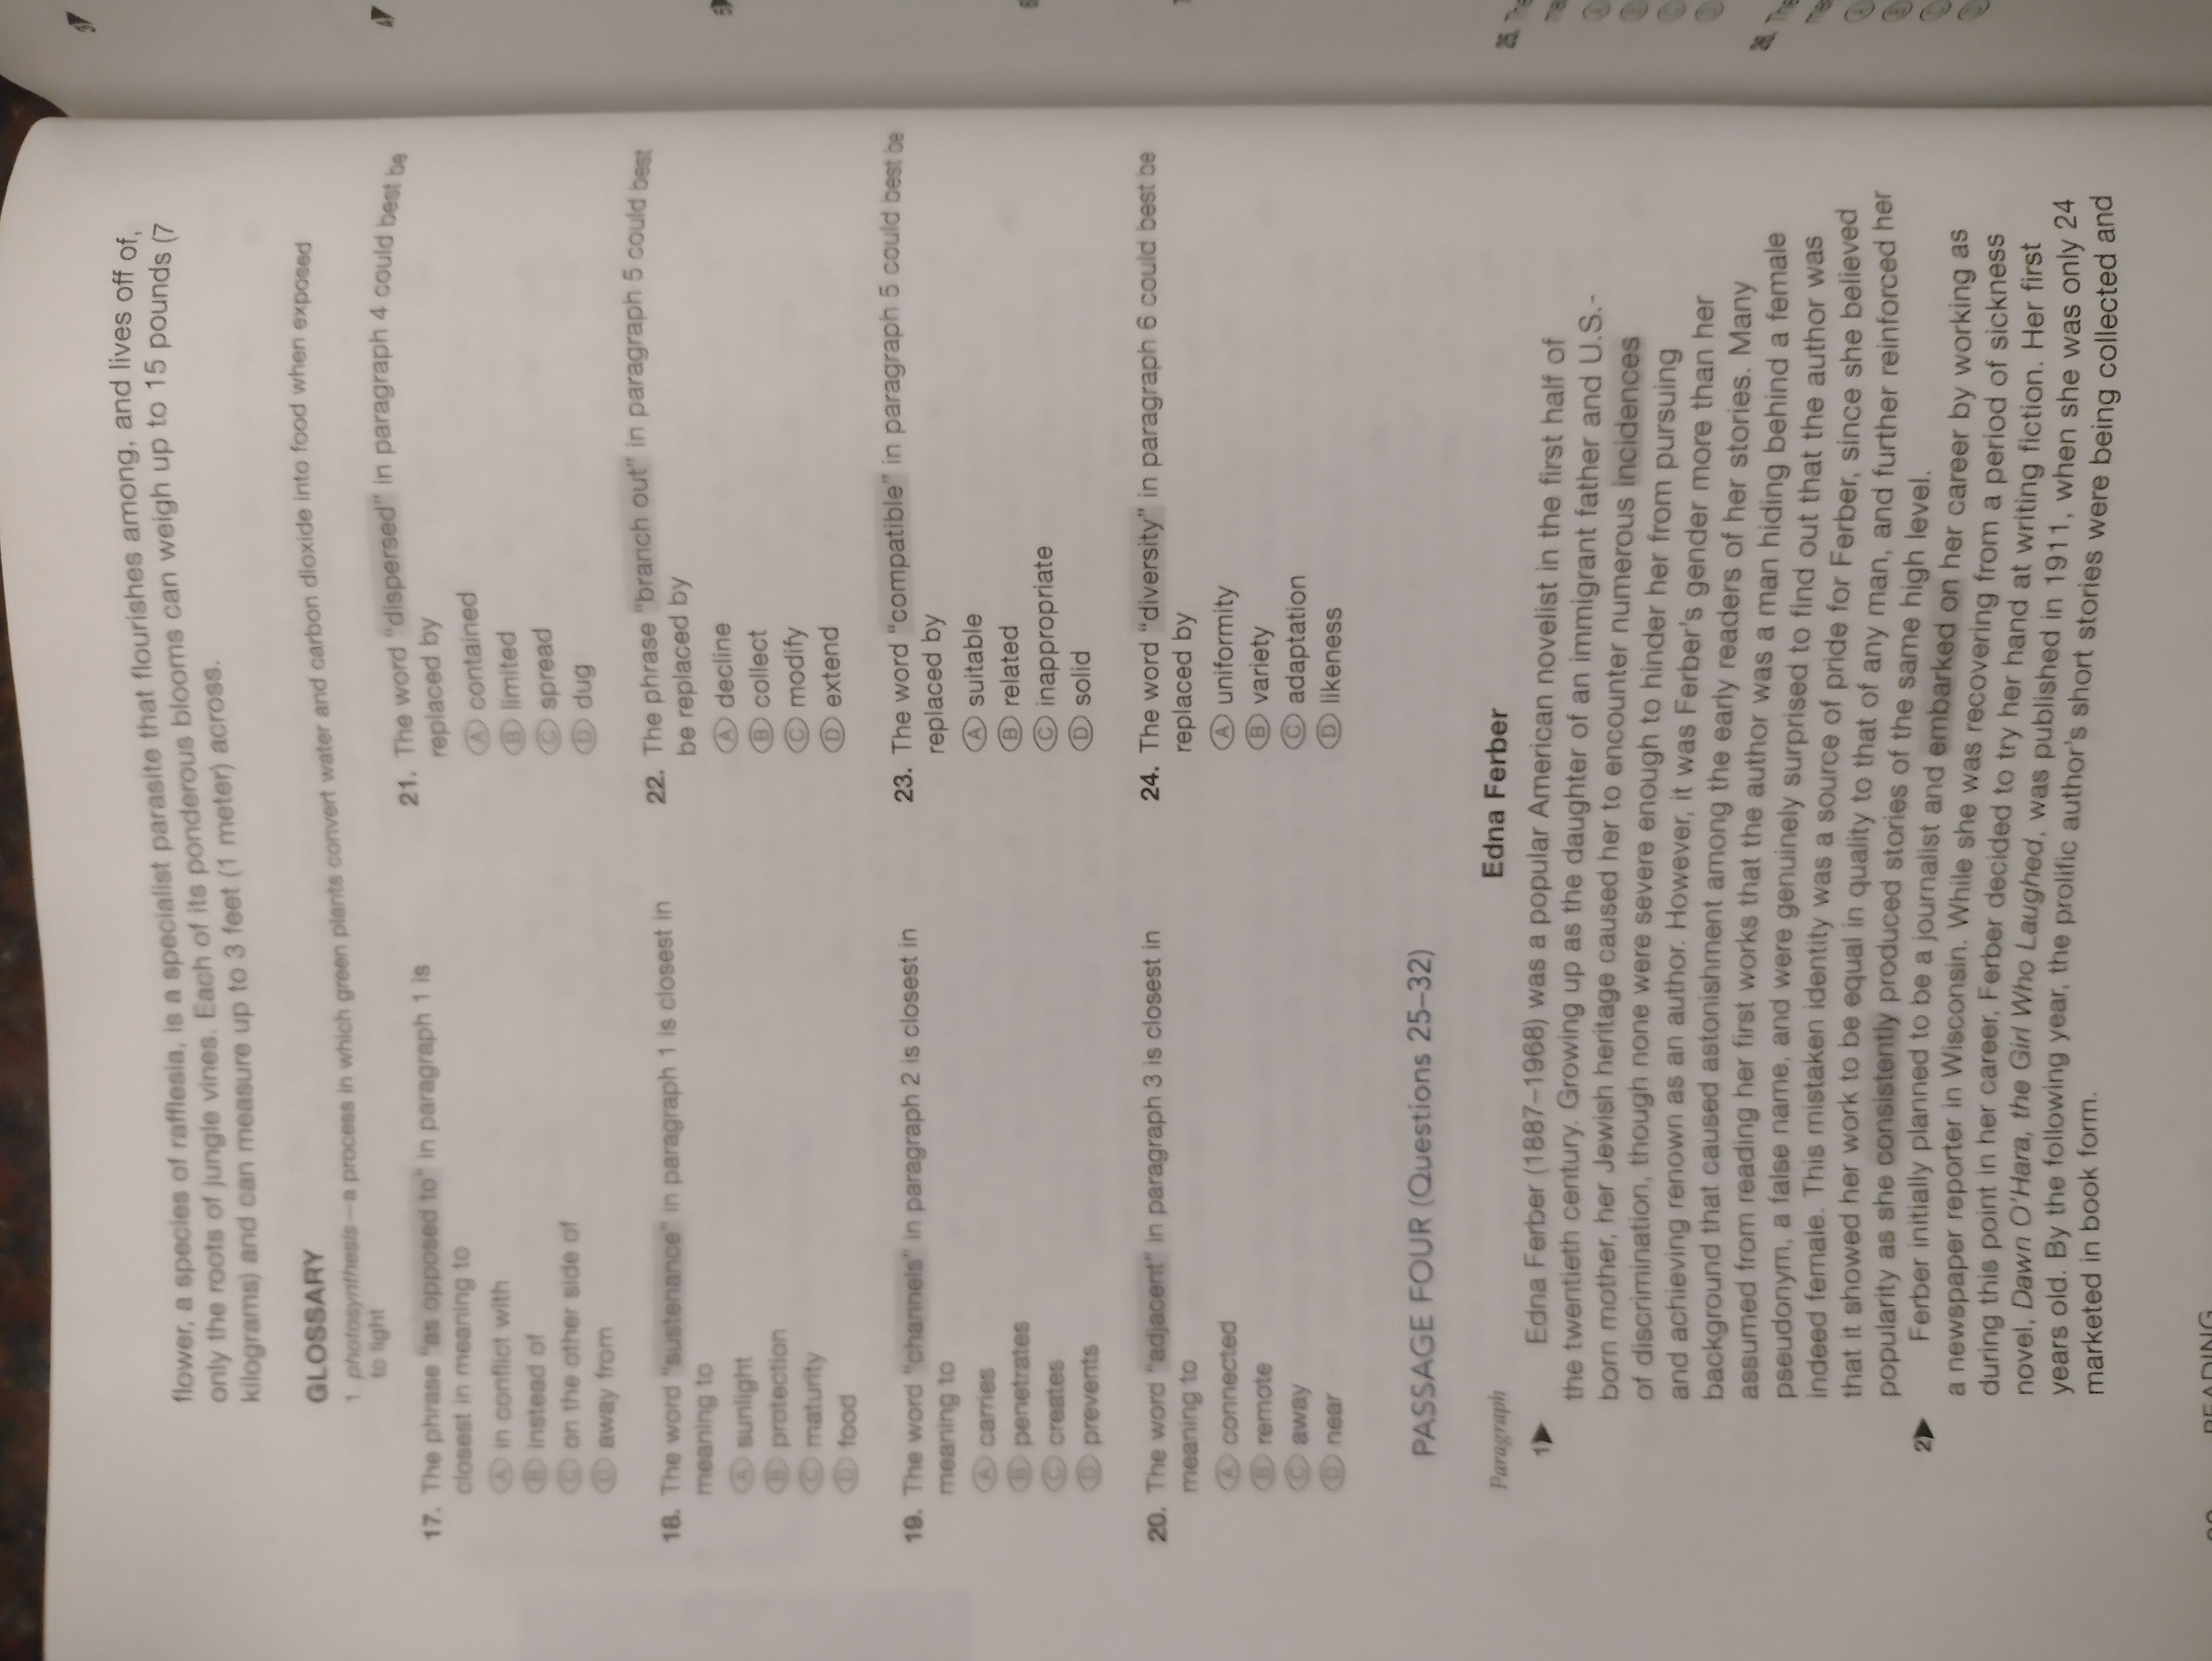 flower, a species of rafflesia, is a specialist parasite that flourishes among, and lives off of,
only the roots of jungle vines. Each of its ponderous blooms can weigh up to 15 pounds (7
kilograms) and can measure up to 3 feet (1 meter) across.
GLOSSARY
1. photosynthesis—a process in which green plants convert water and carbon dioxide into food when exposed
to light
17. The phrase "as opposed to" in paragraph 1 is
closest in meaning to
A in conflict with
B instead of
C on the other side of
D away from
18. The word "sustenance" in paragraph 1 is closest in
meaning to
A sunlight
B protection
C maturity
D food
19. The word "channels" in paragraph 2 is closest in
meaning to
A carries
B penetrates
C creates
D prevents
20. The word "adjacent" in paragraph 3 is closest in
meaning to
A connected
B remote
C away
D near
21. The word "dispersed" in paragraph 4 could best be
replaced by
A contained
B limited
C spread
D dug
22. The phrase "branch out" in paragraph 5 could best
be replaced by
A decline
B collect
C modify
D extend
23. The word "compatible" in paragraph 5 could best be
replaced by
A suitable
B related
C inappropriate
D solid
24. The word "diversity" in paragraph 6 could best be
replaced by
A uniformity
B variety
C adaptation
D likeness
PASSAGE FOUR (Questions 25–32)
Paragraph
Edna Ferber
1 Edna Ferber (1887–1968) was a popular American novelist in the first half of
the twentieth century. Growing up as the daughter of an immigrant father and U.S.-
born mother, her Jewish heritage caused her to encounter numerous incidences
of discrimination, though none were severe enough to hinder her from pursuing
and achieving renown as an author. However, it was Ferber's gender more than her
background that caused astonishment among the early readers of her stories. Many
assumed from reading her first works that the author was a man hiding behind a female
pseudonym, a false name, and were genuinely surprised to find out that the author was
indeed female. This mistaken identity was a source of pride for Ferber, since she believed
that it showed her work to be equal in quality to that of any man, and further reinforced her
popularity as she consistently produced stories of the same high level.
2 Ferber initially planned to be a journalist and embarked on her career by working as
a newspaper reporter in Wisconsin. While she was recovering from a period of sickness
during this point in her career, Ferber decided to try her hand at writing fiction. Her first
novel, Dawn O'Hara, the Girl Who Laughed, was published in 1911, when she was only 24
years old. By the following year, the prolific author's short stories were being collected and
marketed in book form.
READING
25. The
26. The